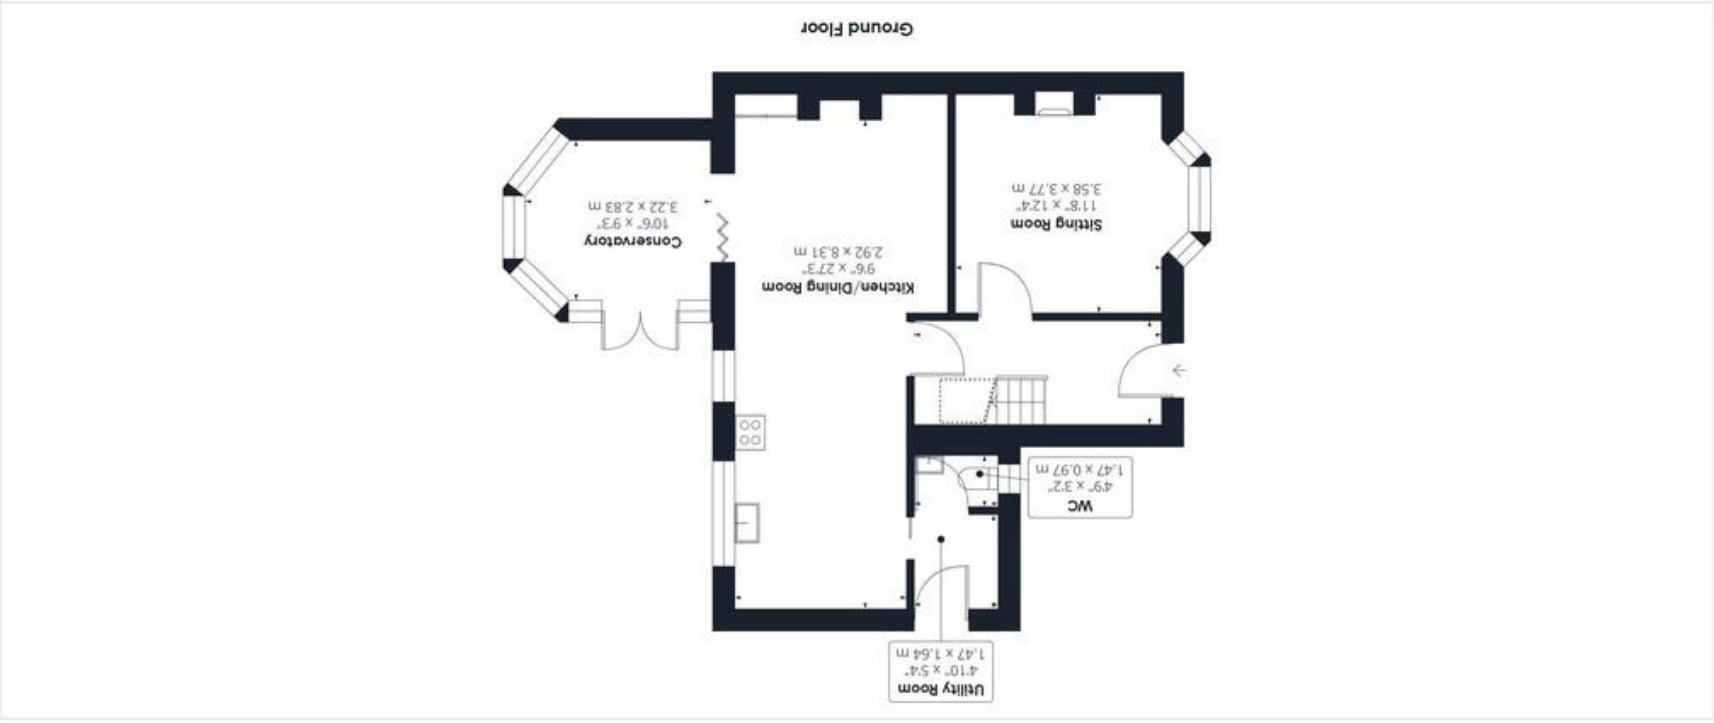 Utility Room
4'10" x 5'4"
1.47 x 1.64 m
WC
4'9" x 3'2"
1.47 x 0.97 m
Kitchen/Dining Room
9'6" x 27'3"
2.92 x 8.31 m
Sitting Room
11'8" x 12'4"
3.58 x 3.77 m
Conservatory
10'6" x 9'3"
3.22 x 2.83 m
Ground Floor